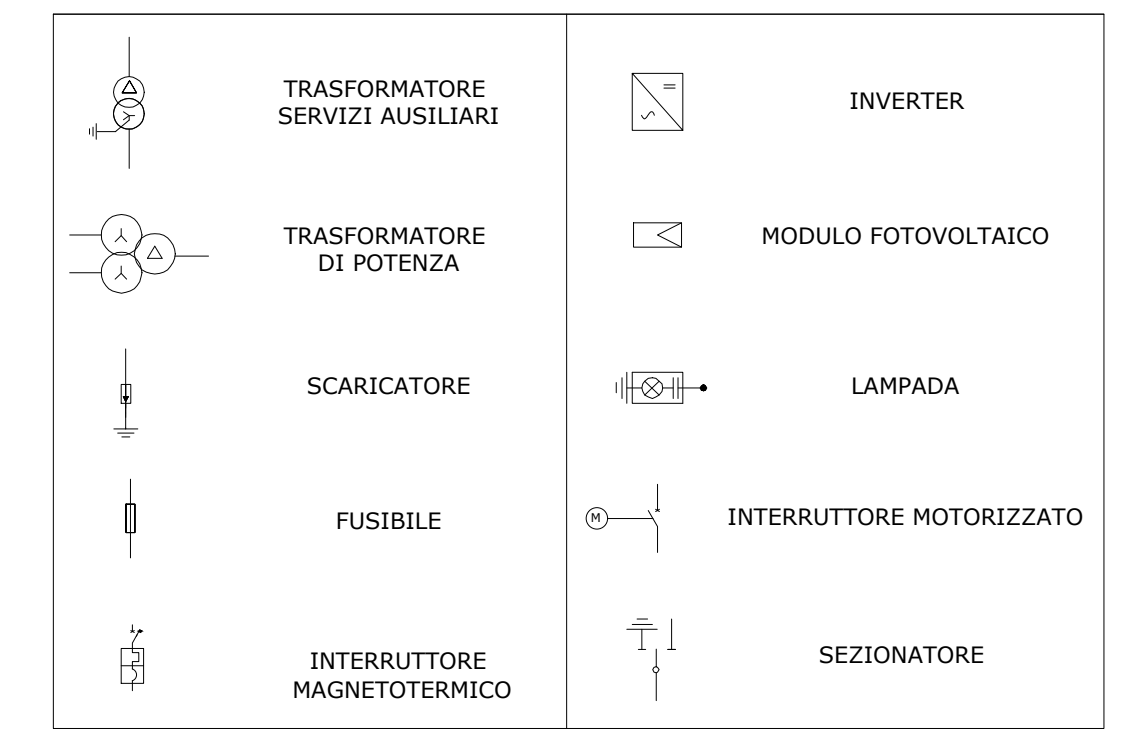 TRASFORMATORE
SERVIZI AUSILIARI
TRASFORMATORE
DI POTENZA
SCARICATORE
FUSIBILE
INTERRUTTORE
MAGNETOTERMICO
INVERTER
MODULO FOTOVOLTAICO
LAMPADA
M
INTERRUTTORE MOTORIZZATO
SEZIONATORE